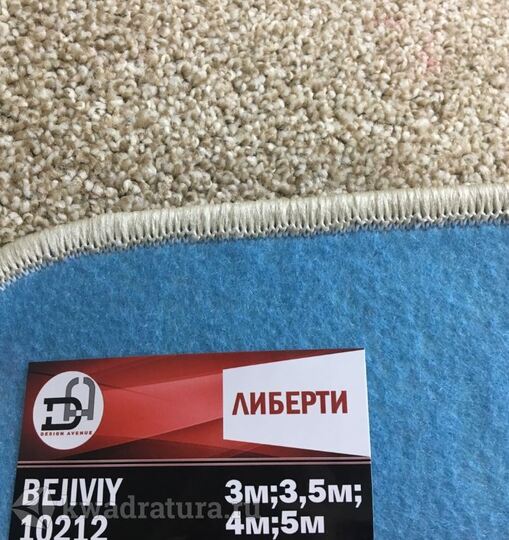 DESIGN AVENUE
ЛИБЕРТИ
BEJIVIY
10212
3м;3,5м;
4м;5м
kwadratura.ru